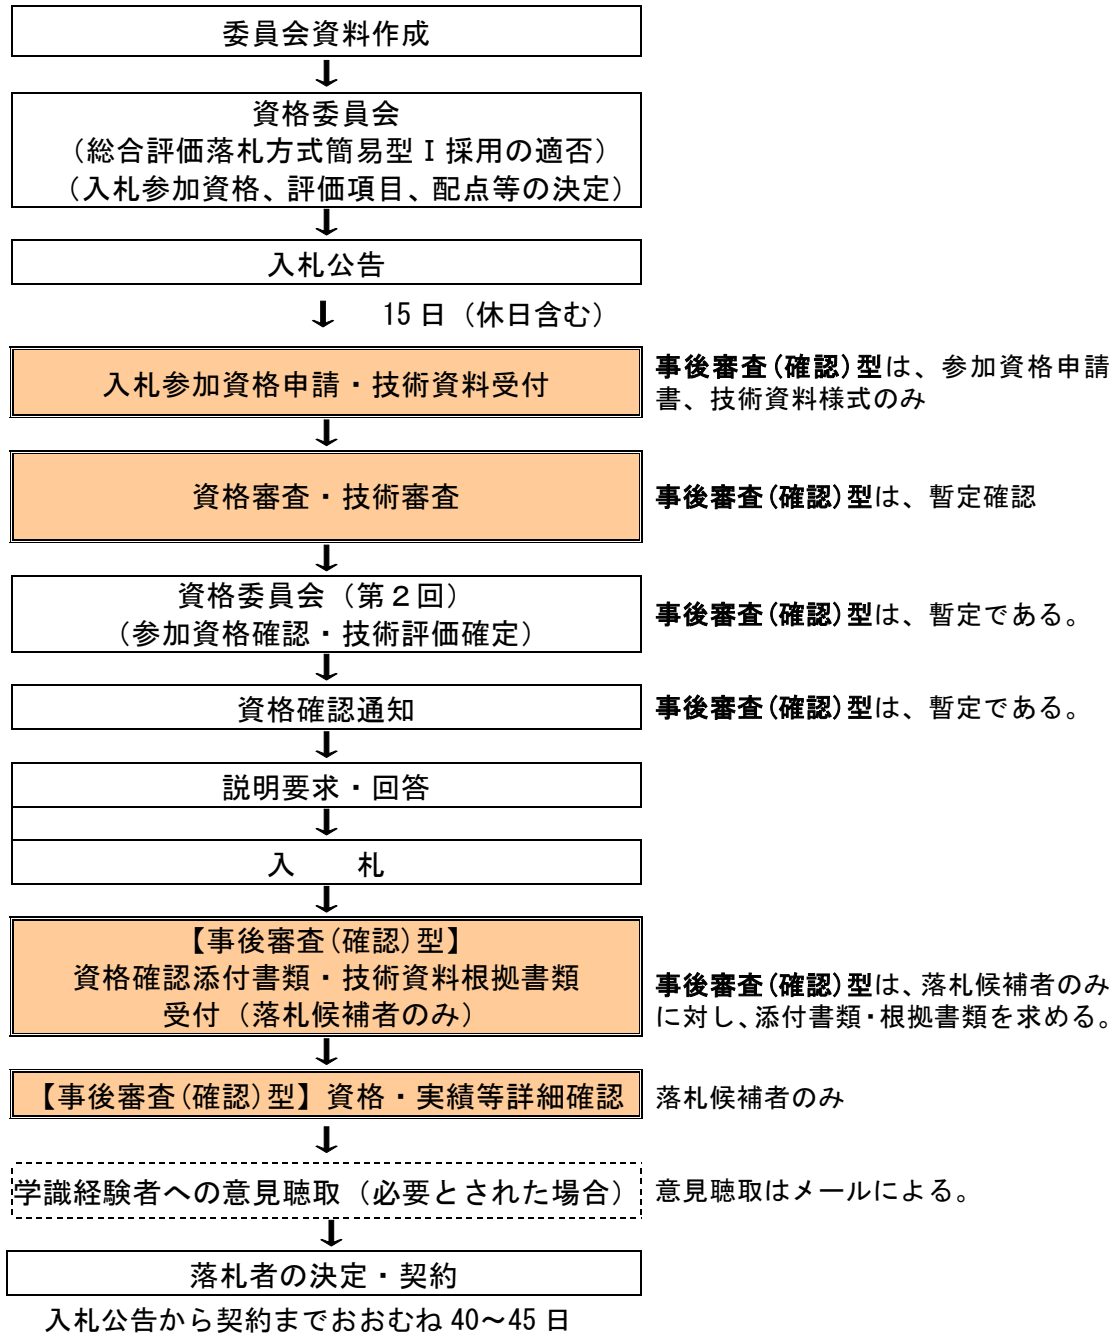 委員会資料作成
↓
資格委員会
（総合評価落札方式簡易型Ⅰ採用の適否）
（入札参加資格、評価項目、配点等の決定）
↓
入札公告
↓ 15日（休日含む）
入札参加資格申請・技術資料受付
事後審査(確認)型は、参加資格申請
書、技術資料様式のみ
↓
資格審査・技術審査
事後審査(確認)型は、暫定確認
↓
資格委員会（第２回）
（参加資格確認・技術評価確定）
事後審査(確認)型は、暫定である。
↓
資格確認通知
事後審査(確認)型は、暫定である。
↓
説明要求・回答
↓
入　　札
↓
【事後審査(確認)型】
資格確認添付書類・技術資料根拠書類
受付（落札候補者のみ）
事後審査(確認)型は、落札候補者のみ
に対し、添付書類・根拠書類を求める。
↓
【事後審査(確認)型】資格・実績等詳細確認
落札候補者のみ
↓
学識経験者への意見聴取（必要とされた場合）
意見聴取はメールによる。
↓
落札者の決定・契約
入札公告から契約までおおむね 40～45 日